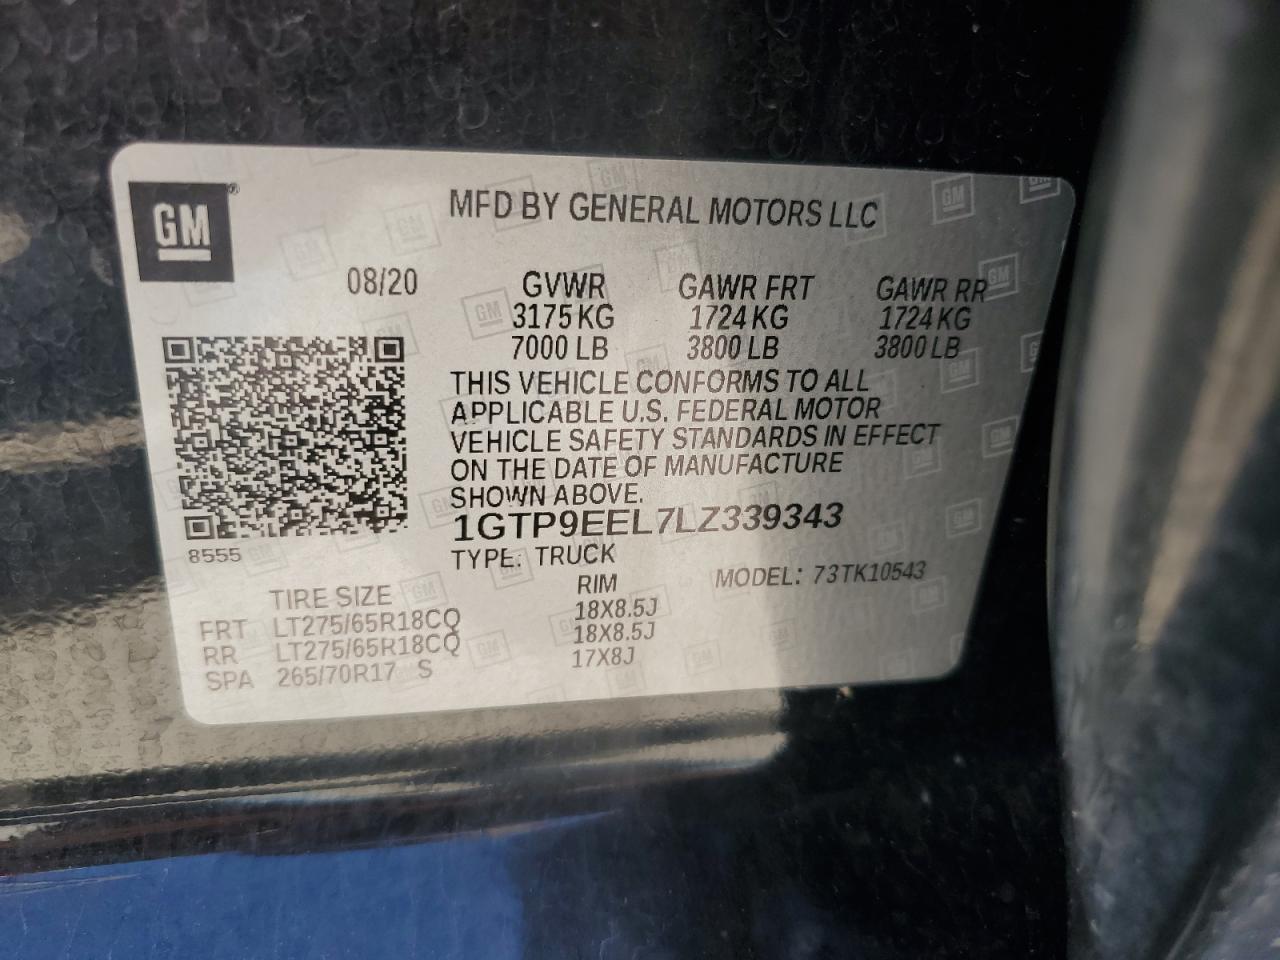 GM®
MFD BY GENERAL MOTORS LLC
08/20 GVWR GAWR FRT GAWR RR
3175 KG 1724 KG 1724 KG
7000 LB 3800 LB 3800 LB
THIS VEHICLE CONFORMS TO ALL
APPLICABLE U.S. FEDERAL MOTOR
VEHICLE SAFETY STANDARDS IN EFFECT
ON THE DATE OF MANUFACTURE
SHOWN ABOVE.
1GTP9EEL7LZ339343
8555
TYPE: TRUCK
TIRE SIZE RIM MODEL: 73TK10543
FRT LT275/65R18CQ 18X8.5J
RR LT275/65R18CQ 18X8.5J
SPA 265/70R17 S 17X8J